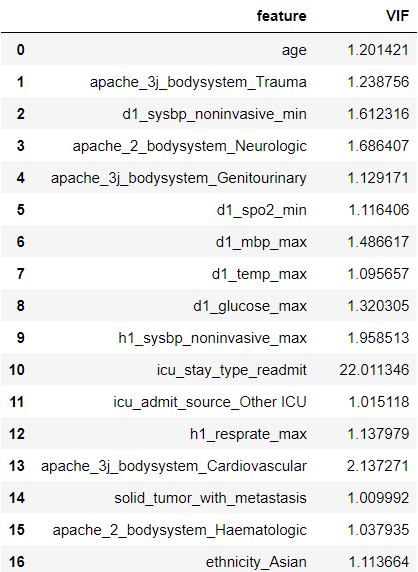 feature VIF
0 age 1.201421
1 apache_3j_bodysystem_Trauma 1.238756
2 d1_sysbp_noninvasive_min 1.612316
3 apache_2_bodysystem_Neurologic 1.686407
4 apache_3j_bodysystem_Genitourinary 1.129171
5 d1_spo2_min 1.116406
6 d1_mbp_max 1.486617
7 d1_temp_max 1.095657
8 d1_glucose_max 1.320305
9 h1_sysbp_noninvasive_max 1.958513
10 icu_stay_type_readmit 22.011346
11 icu_admit_source_Other ICU 1.015118
12 h1_resprate_max 1.137979
13 apache_3j_bodysystem_Cardiovascular 2.137271
14 solid_tumor_with_metastasis 1.009992
15 apache_2_bodysystem_Haematologic 1.037935
16 ethnicity_Asian 1.113664